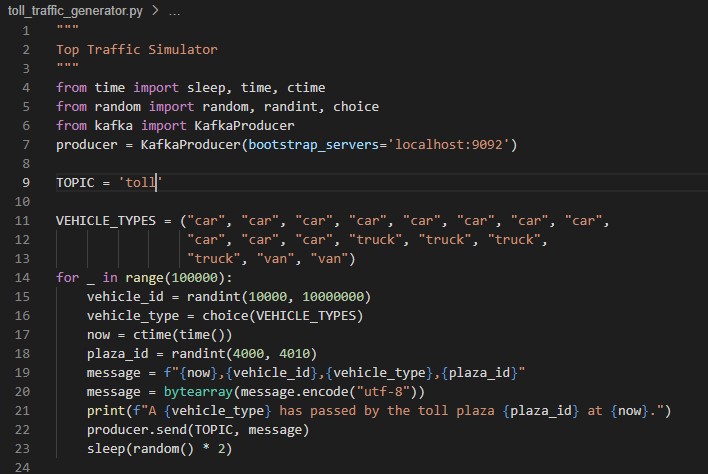 toll_traffic_generator.py > ...
1 """
2 Top Traffic Simulator
3 """
4 from time import sleep, time, ctime
5 from random import random, randint, choice
6 from kafka import KafkaProducer
7 producer = KafkaProducer(bootstrap_servers='localhost:9092')
8
9 TOPIC = 'toll'
10
11 VEHICLE_TYPES = ("car", "car", "car", "car", "car", "car", "car", "car",
12                  "car", "car", "car", "truck", "truck", "truck",
13                  "truck", "van", "van")
14 for _ in range(100000):
15     vehicle_id = randint(10000, 10000000)
16     vehicle_type = choice(VEHICLE_TYPES)
17     now = ctime(time())
18     plaza_id = randint(4000, 4010)
19     message = f"{now},{vehicle_id},{vehicle_type},{plaza_id}"
20     message = bytearray(message.encode("utf-8"))
21     print(f"A {vehicle_type} has passed by the toll plaza {plaza_id} at {now}.")
22     producer.send(TOPIC, message)
23     sleep(random() * 2)
24